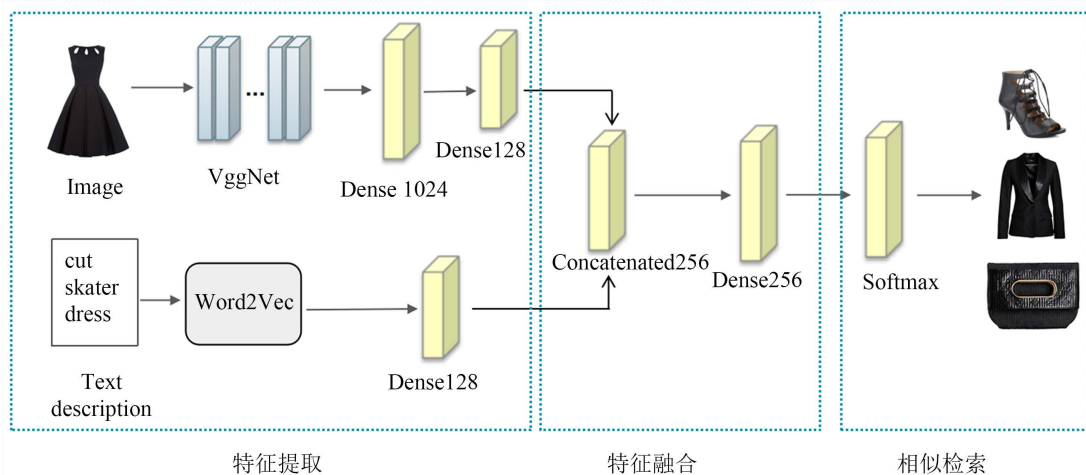 Image
VggNet
...
Dense 1024
Dense128
cut
skater
dress
Text
description
Word2Vec
Dense128
Concatenated256
Dense256
Softmax
特征提取
特征融合
相似检索